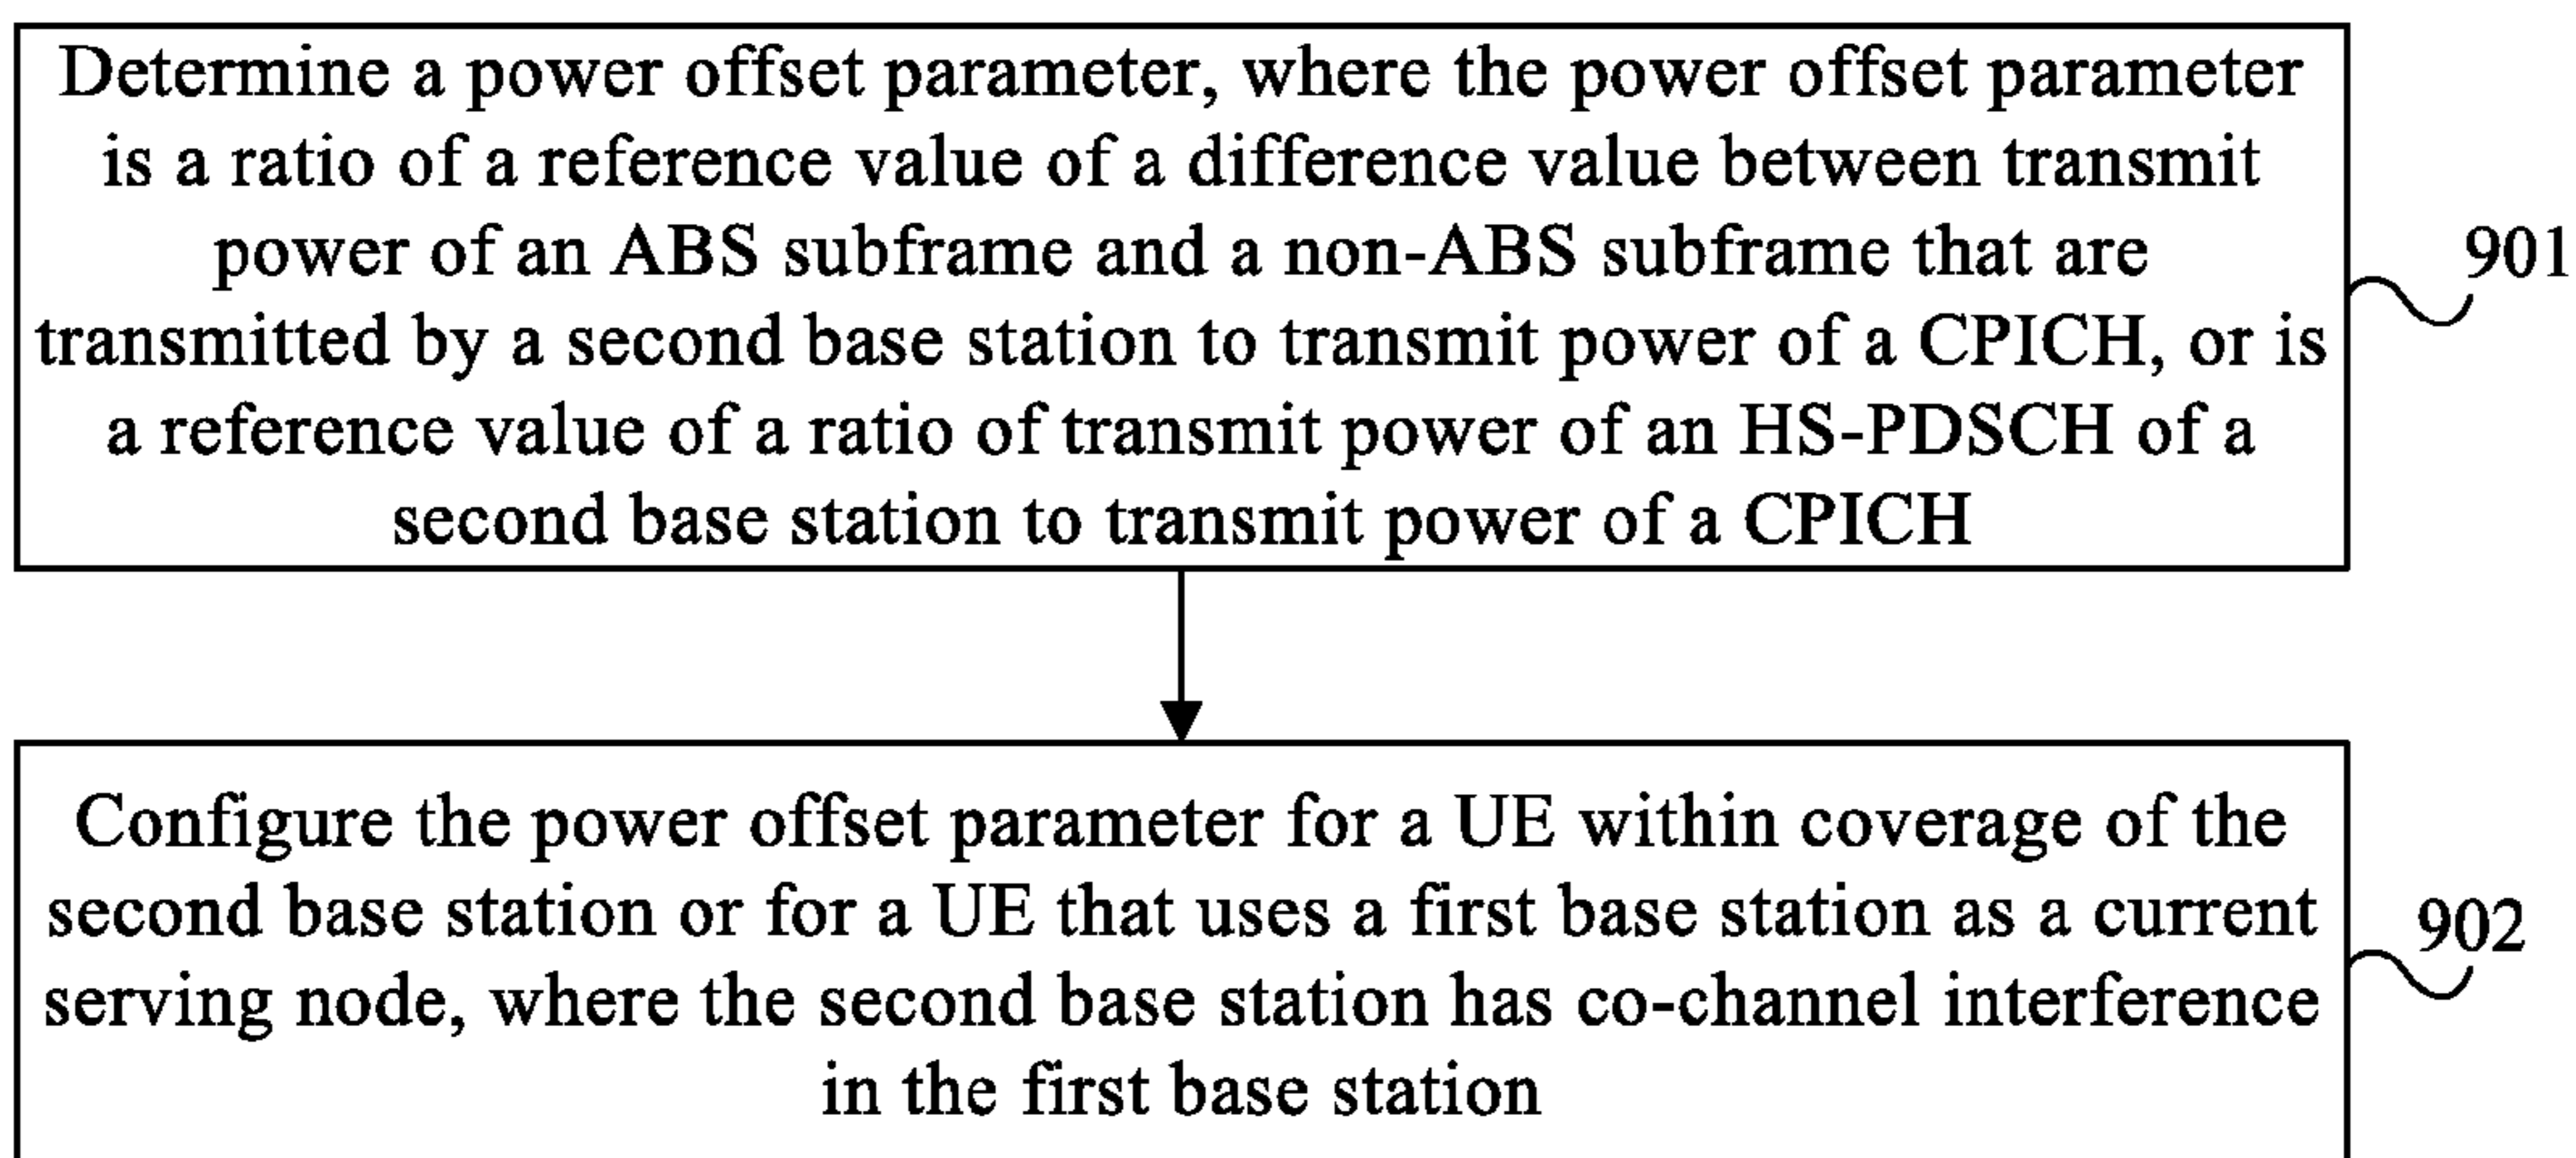 Determine a power offset parameter, where the power offset parameter
is a ratio of a reference value of a difference value between transmit
power of an ABS subframe and a non-ABS subframe that are
transmitted by a second base station to transmit power of a CPICH, or is
a reference value of a ratio of transmit power of an HS-PDSCH of a
second base station to transmit power of a CPICH
901
Configure the power offset parameter for a UE within coverage of the
second base station or for a UE that uses a first base station as a current
serving node, where the second base station has co-channel interference
in the first base station
902